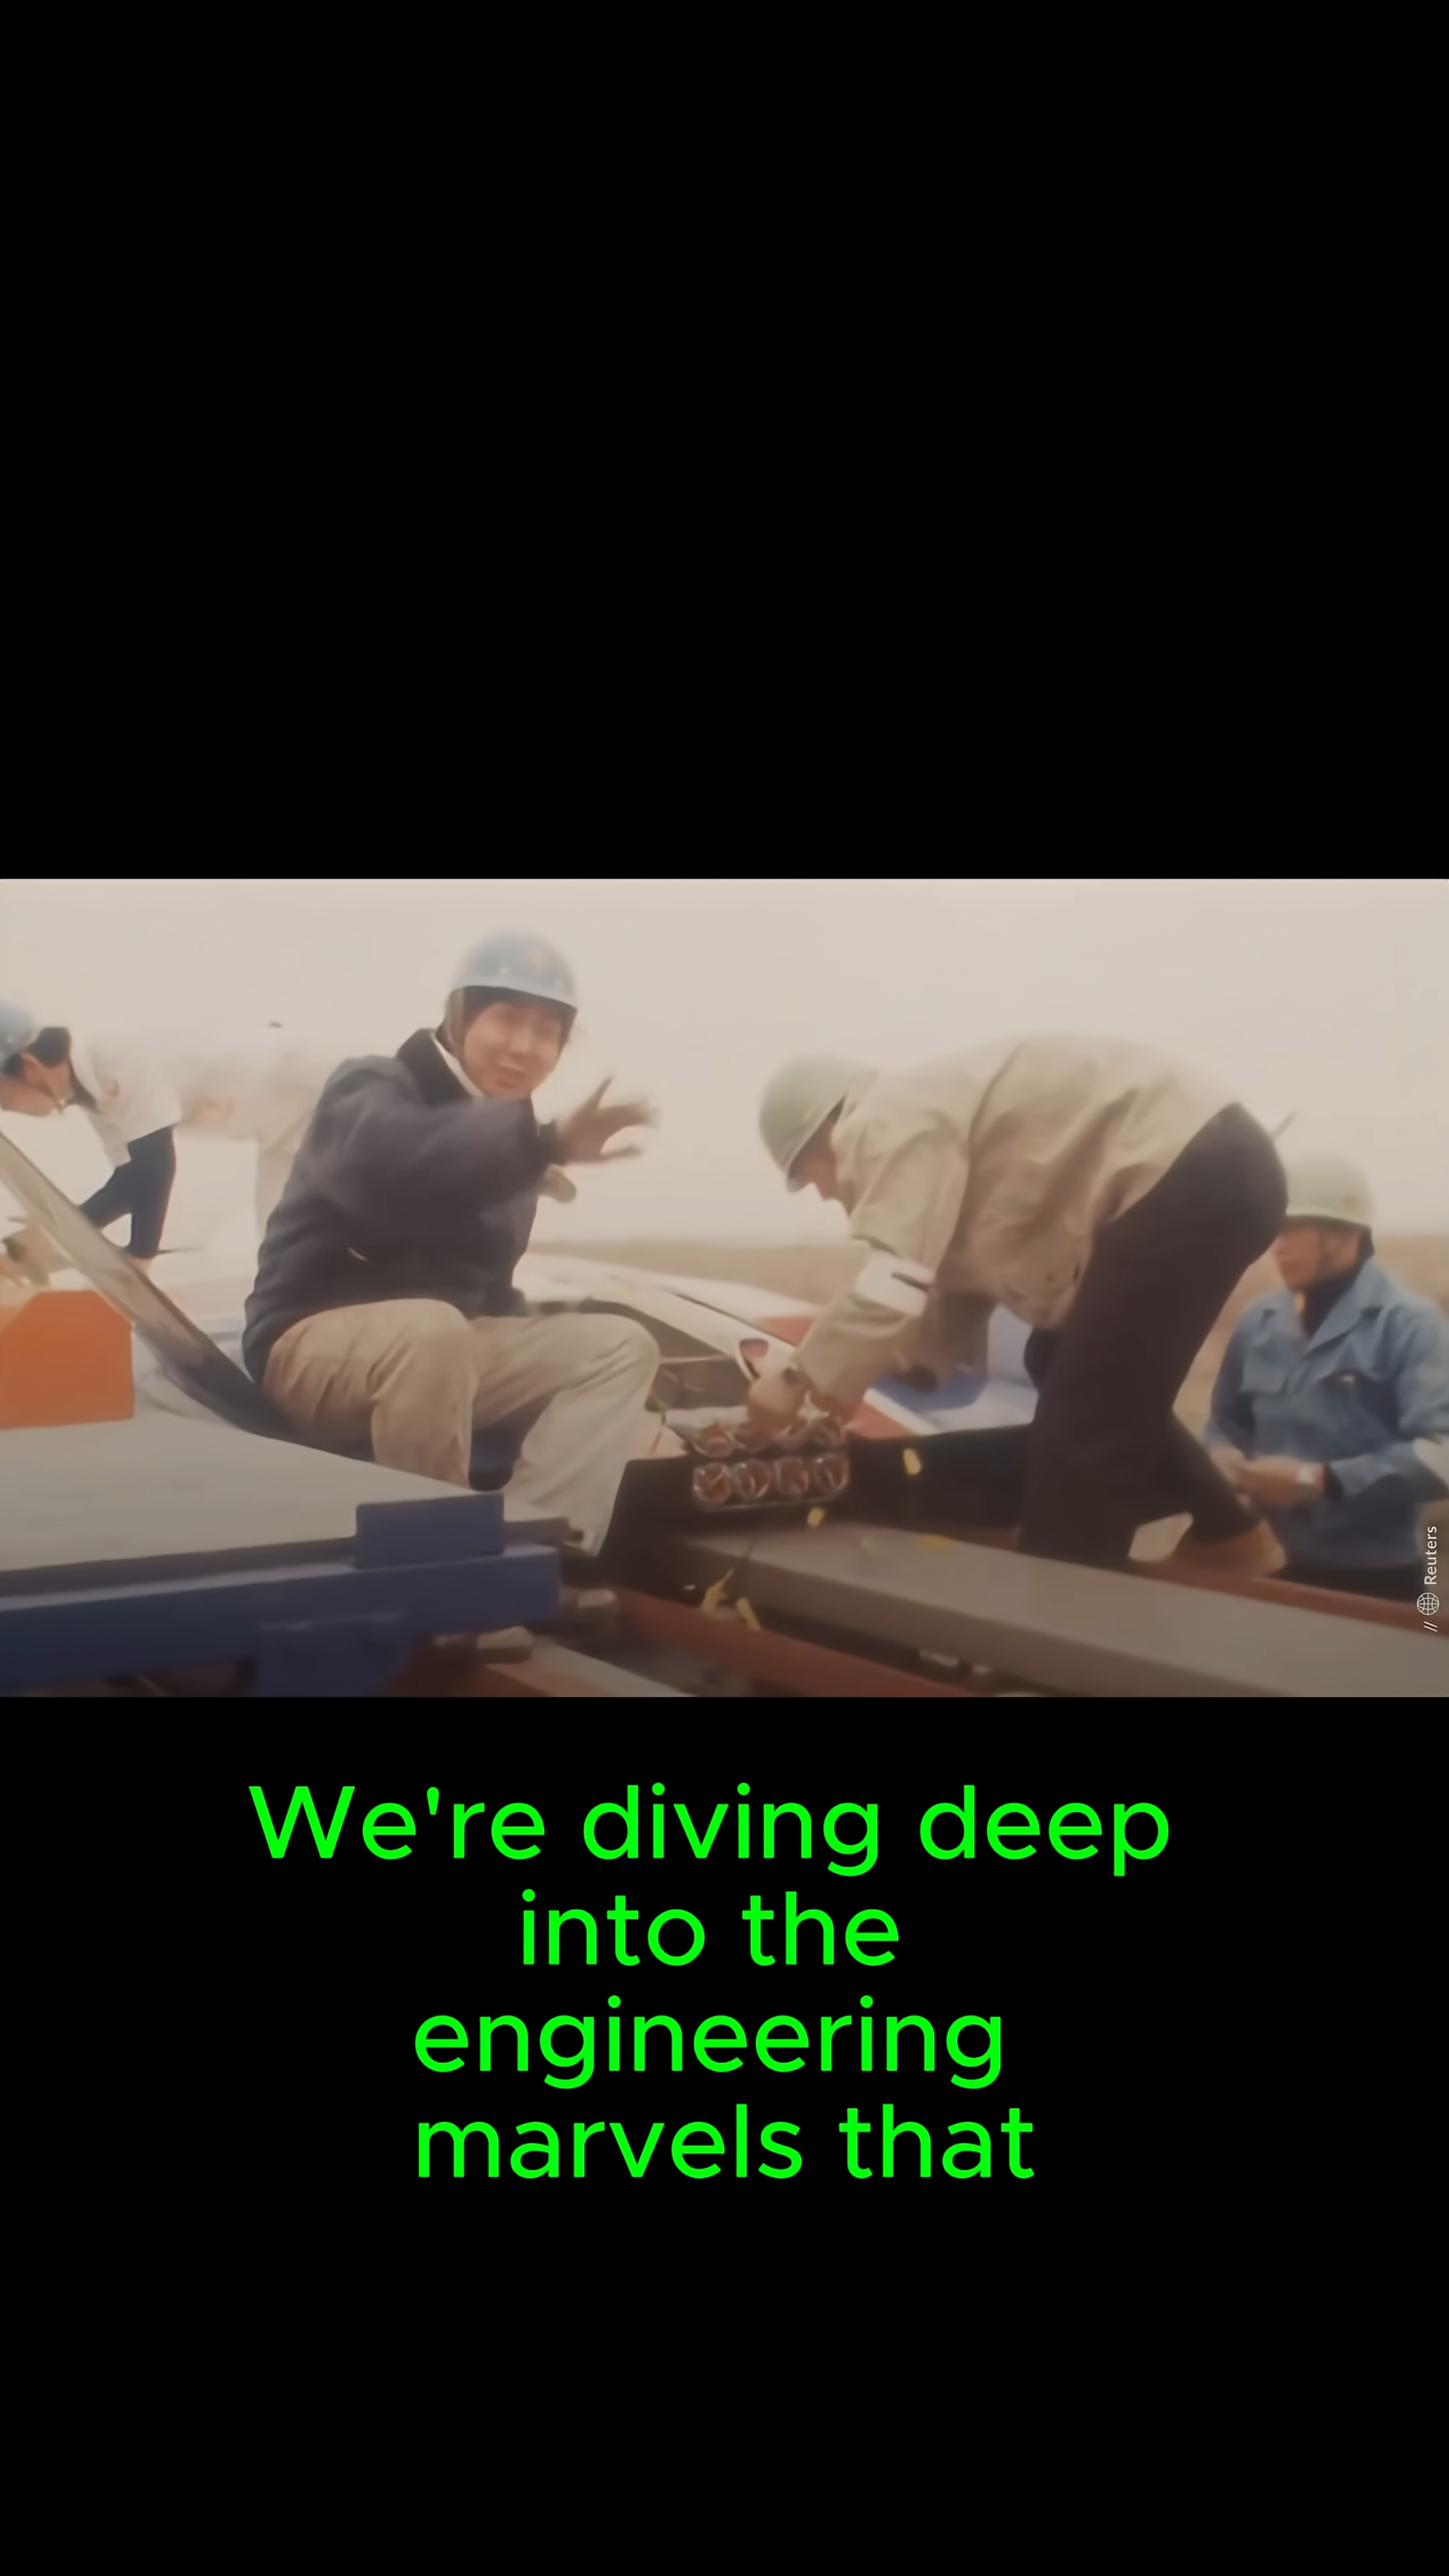 // Reuters
We're diving deep
into the
engineering
marvels that